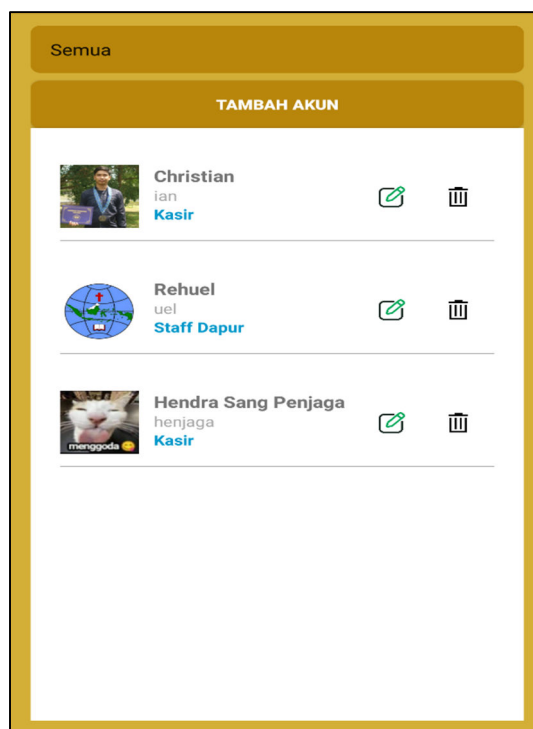 Semua
TAMBAH AKUN
Christian
ian
Kasir
Rehuel
uel
Staff Dapur
Hendra Sang Penjaga
henjaga
Kasir
menggoda 😋